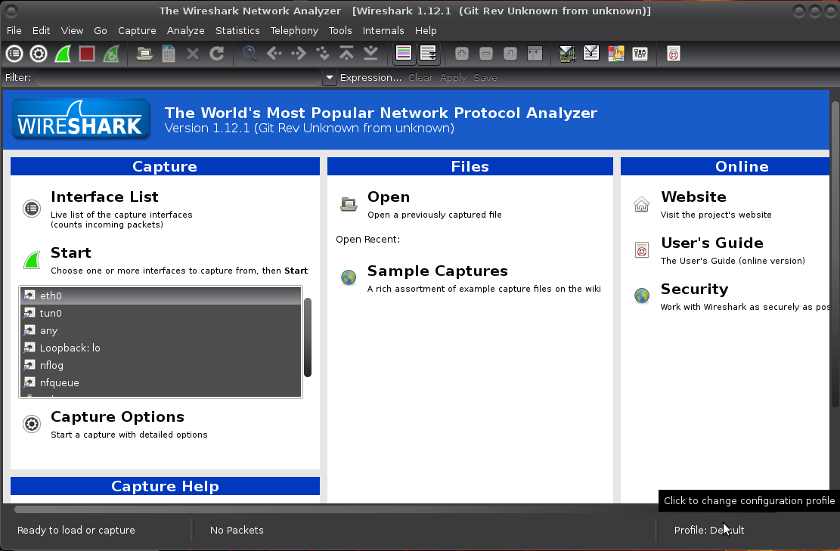 The Wireshark Network Analyzer [Wireshark 1.12.1 (Git Rev Unknown from unknown)]
File Edit View Go Capture Analyze Statistics Telephony Tools Internals Help
Filter: Expression... Clear Apply Save
WIRESHARK
The World's Most Popular Network Protocol Analyzer
Version 1.12.1 (Git Rev Unknown from unknown)
Capture
Interface List
Live list of the capture interfaces
(counts incoming packets)
Start
Choose one or more interfaces to capture from, then Start
eth0
tun0
any
Loopback: lo
nflog
nfqueue
Capture Options
Start a capture with detailed options
Capture Help
Files
Open
Open a previously captured file
Open Recent:
Sample Captures
A rich assortment of example capture files on the wiki
Online
Website
Visit the project's website
User's Guide
The User's Guide (online version)
Security
Work with Wireshark as securely as
Click to change configuration profile
Ready to load or capture
No Packets
Profile: Default